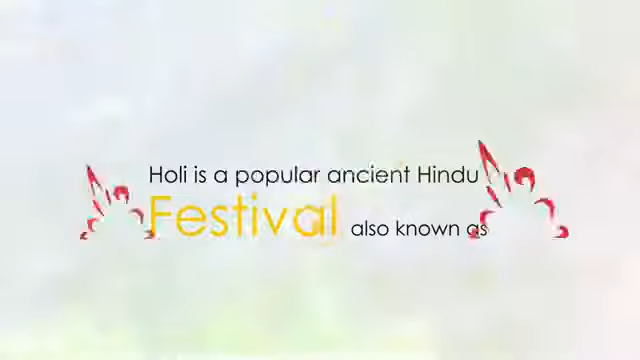 Holi is a popular ancient Hindu
Festival also known as